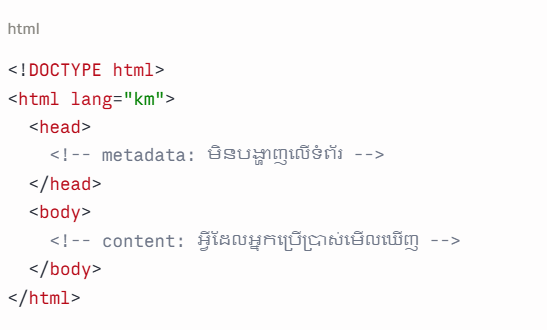 html
<!DOCTYPE html>
<html lang="km">
<head>
<!-- metadata: មិនបង្ហាញលើទំព័រ -->
</head>
<body>
<!-- content: អ្វីដែលអ្នកប្រើប្រាស់មើលឃើញ -->
</body>
</html>